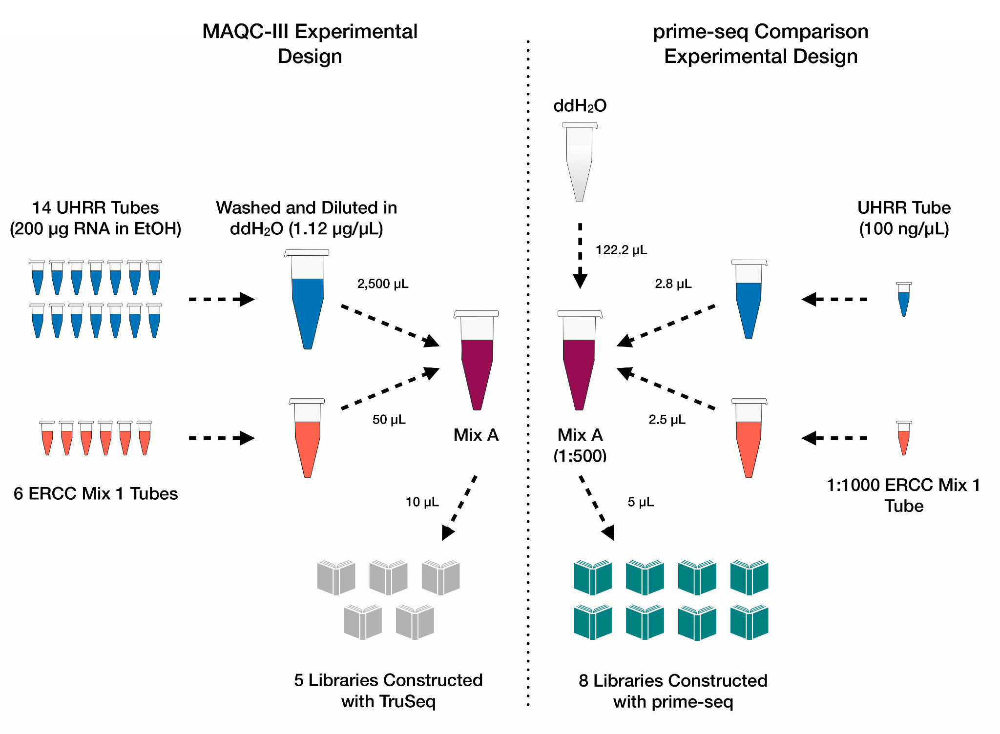 MAQC-III Experimental
Design
14 UHRR Tubes
(200 µg RNA in EtOH)
Washed and Diluted in
ddH₂O (1.12 µg/µL)
2,500 µL
50 µL
Mix A
6 ERCC Mix 1 Tubes
10 µL
5 Libraries Constructed
with TruSeq
prime-seq Comparison
Experimental Design
ddH₂O
122.2 µL
UHRR Tube
(100 ng/µL)
2.8 µL
2.5 µL
Mix A
(1:500)
1:1000 ERCC Mix 1
Tube
5 µL
8 Libraries Constructed
with prime-seq